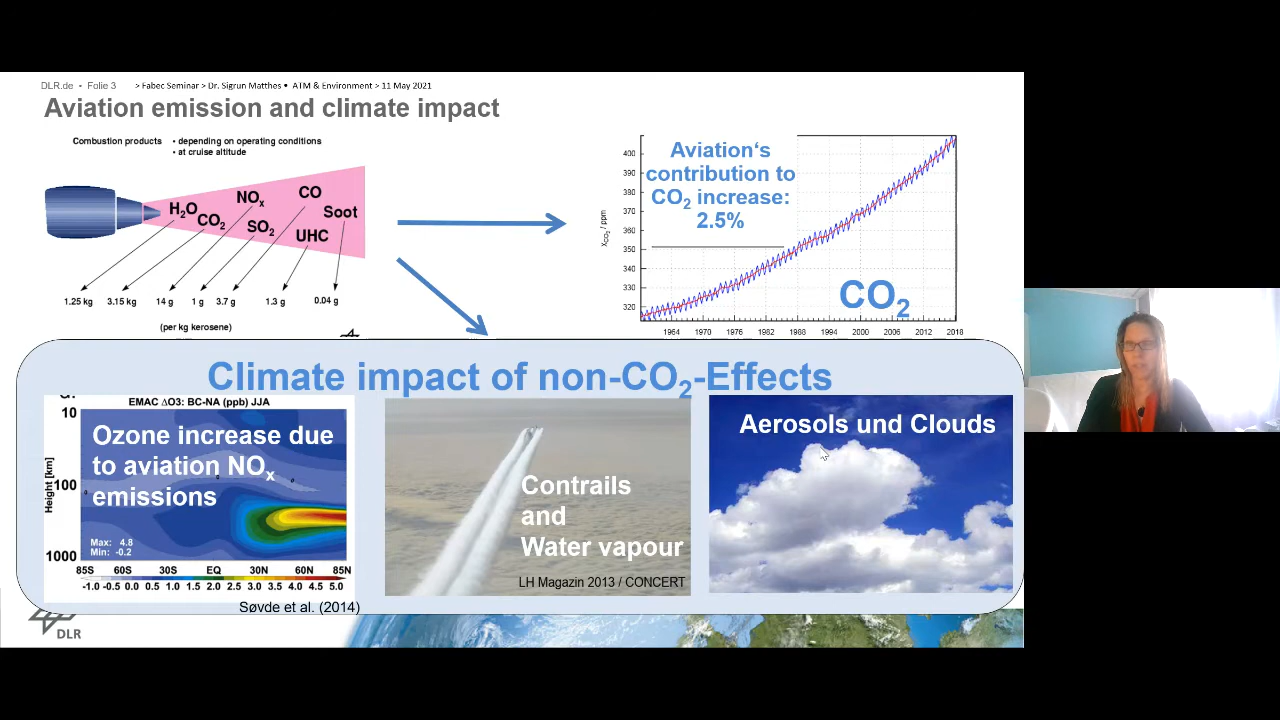 DLR.de • Folie 3 > Fabec Seminar > Dr. Sigrun Matthes • ATM & Environment > 11 May 2021
Aviation emission and climate impact
Combustion products • depending on operating conditions
• at cruise altitude
H2O CO2 NOx SO2 CO UHC Soot
1.25 kg 3.15 kg 14 g 1 g 3.7 g 1.3 g 0.04 g
(per kg kerosene)
Aviation‘s
contribution to
CO2 increase:
2.5%
XCO2 / ppm
400
390
380
370
360
350
340
330
320
CO2
1964 1970 1976 1982 1988 1994 2000 2006 2012 2018
Climate impact of non-CO2-Effects
EMAC ΔO3: BC-NA (ppb) JJA
Ozone increase due
to aviation NOx
emissions
Height [km]
10
100
1000
Max: 4.8
Min: -0.2
85S 60S 30S EQ 30N 60N 85N
-1.0 -0.5 0.0 0.5 1.0 1.5 2.0 2.5 3.0 3.5 4.0 4.5 5.0
Søvde et al. (2014)
Contrails
and
Water vapour
LH Magazin 2013 / CONCERT
Aerosols und Clouds
DLR